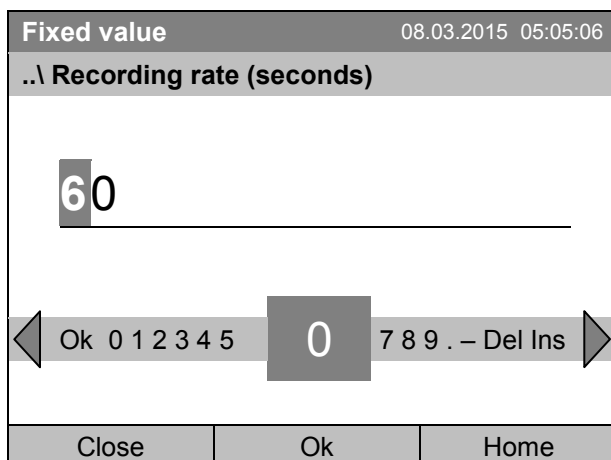 Fixed value 08.03.2015 05:05:06
..\ Recording rate (seconds)
60
Ok 0 1 2 3 4 5 0 7 8 9 . – Del Ins
Close Ok Home